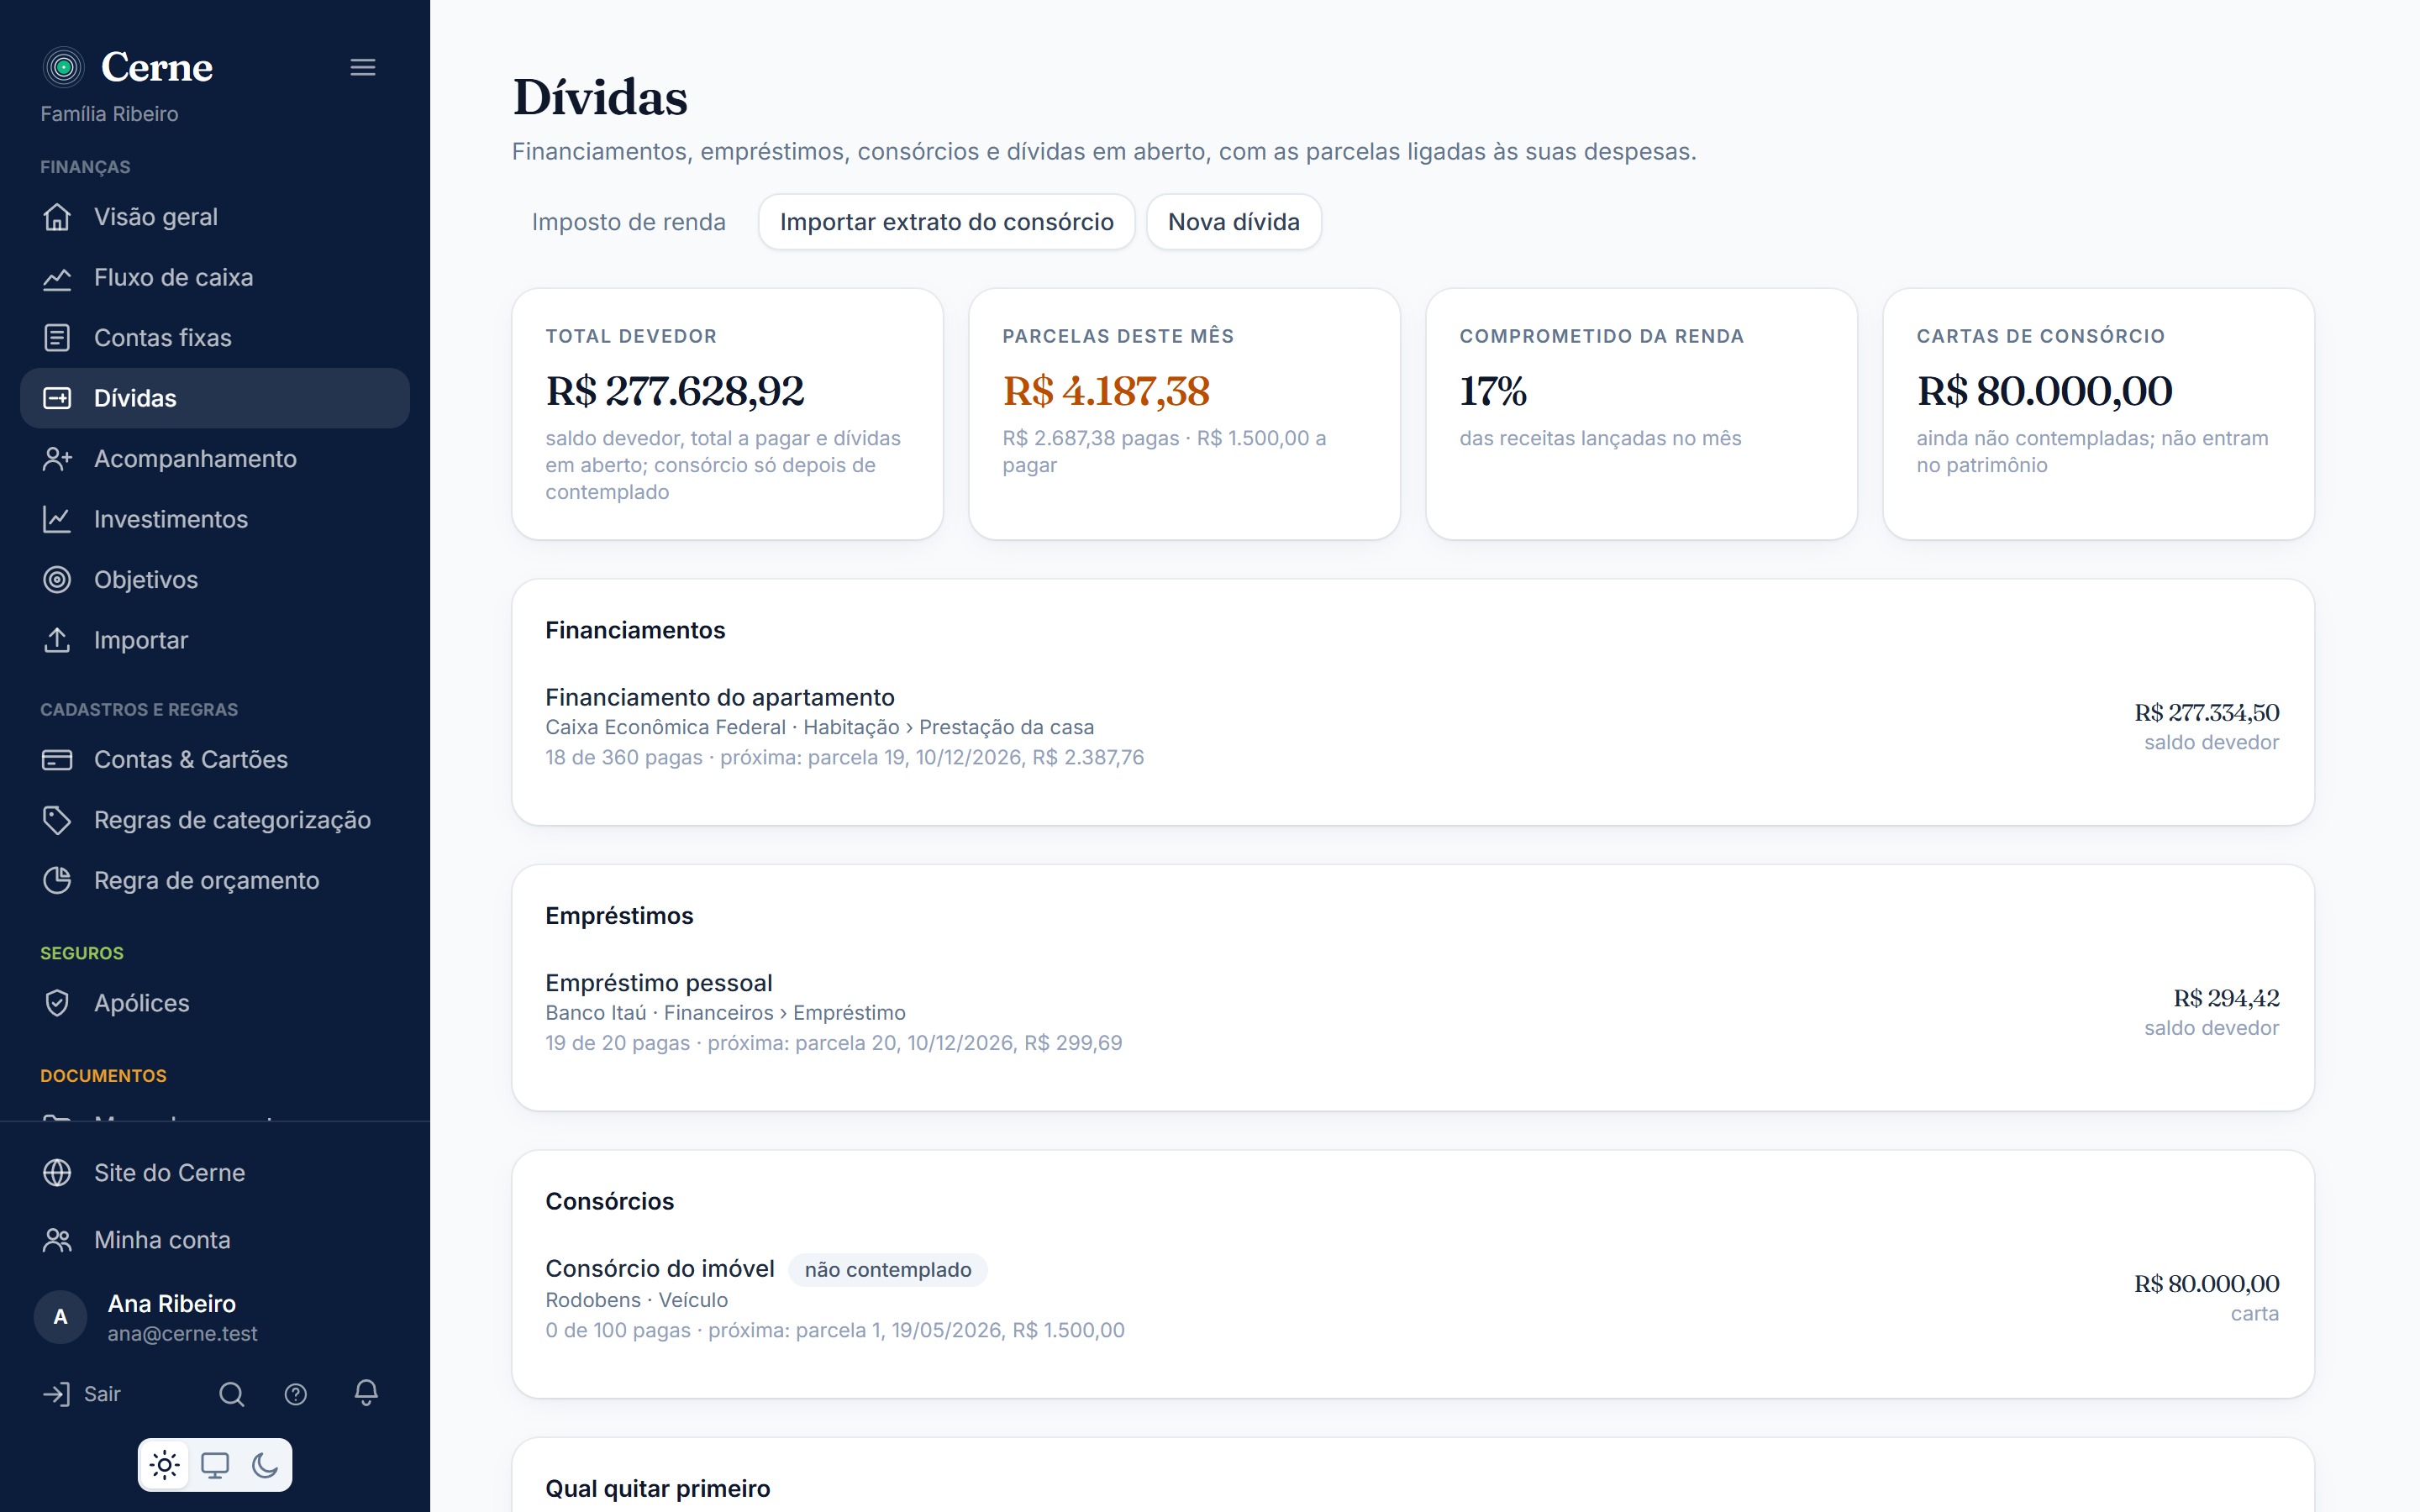 Cerne
Família Ribeiro
FINANÇAS
Visão geral
Fluxo de caixa
Contas fixas
Dívidas
Acompanhamento
Investimentos
Objetivos
Importar
CADASTROS E REGRAS
Contas & Cartões
Regras de categorização
Regra de orçamento
SEGUROS
Apólices
DOCUMENTOS
Site do Cerne
Minha conta
A
Ana Ribeiro
ana@cerne.test
Sair
Dívidas
Financiamentos, empréstimos, consórcios e dívidas em aberto, com as parcelas ligadas às suas despesas.
Imposto de renda
Importar extrato do consórcio
Nova dívida
TOTAL DEVEDOR
R$ 277.628,92
saldo devedor, total a pagar e dívidas
em aberto; consórcio só depois de
contemplado
PARCELAS DESTE MÊS
R$ 4.187,38
R$ 2.687,38 pagas · R$ 1.500,00 a
pagar
COMPROMETIDO DA RENDA
17%
das receitas lançadas no mês
CARTAS DE CONSÓRCIO
R$ 80.000,00
ainda não contempladas; não entram
no patrimônio
Financiamentos
Financiamento do apartamento
Caixa Econômica Federal · Habitação › Prestação da casa
18 de 360 pagas · próxima: parcela 19, 10/12/2026, R$ 2.387,76
R$ 277.334,50
saldo devedor
Empréstimos
Empréstimo pessoal
Banco Itaú · Financeiros › Empréstimo
19 de 20 pagas · próxima: parcela 20, 10/12/2026, R$ 299,69
R$ 294,42
saldo devedor
Consórcios
Consórcio do imóvel não contemplado
Rodobens · Veículo
0 de 100 pagas · próxima: parcela 1, 19/05/2026, R$ 1.500,00
R$ 80.000,00
carta
Qual quitar primeiro